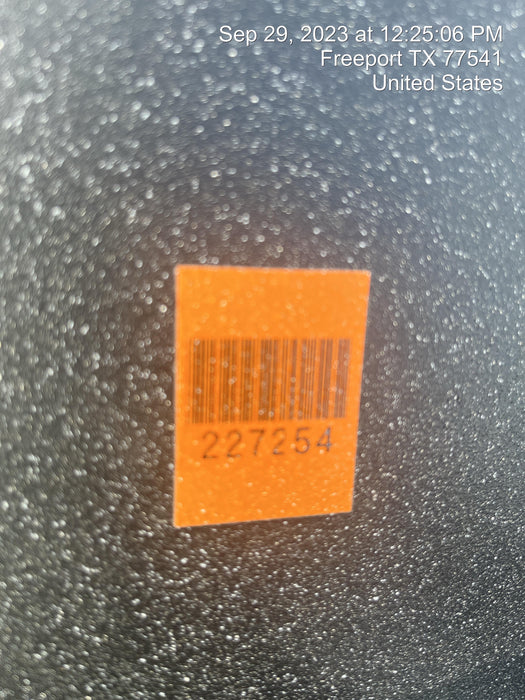 Sep 29, 2023 at 12:25:06 PM
Freeport TX 77541
United States
227254